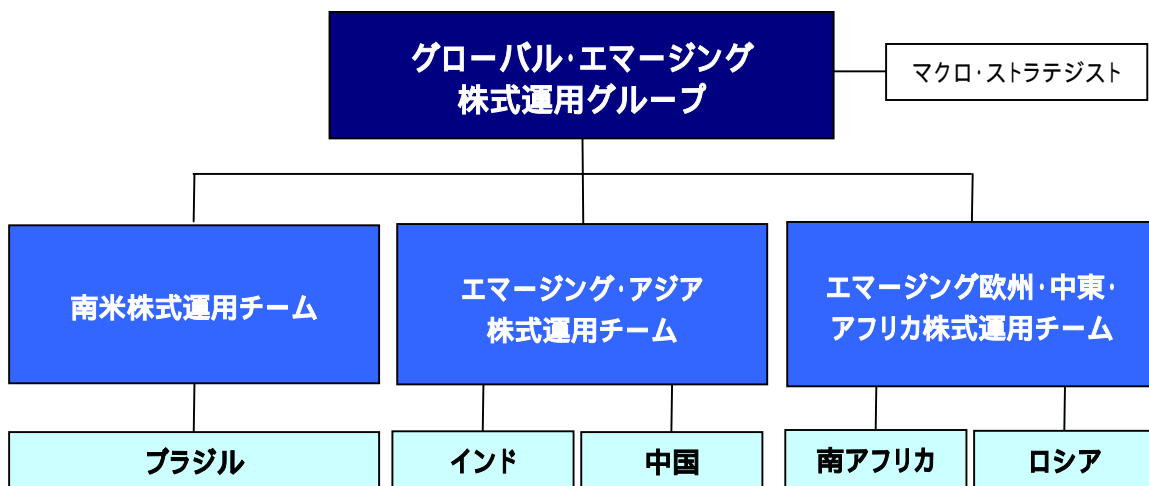 グローバル・エマージング
株式運用グループ
マクロ・ストラテジスト
南米株式運用チーム
エマージング・アジア
株式運用チーム
エマージング欧州・中東・
アフリカ株式運用チーム
ブラジル
インド
中国
南アフリカ
ロシア